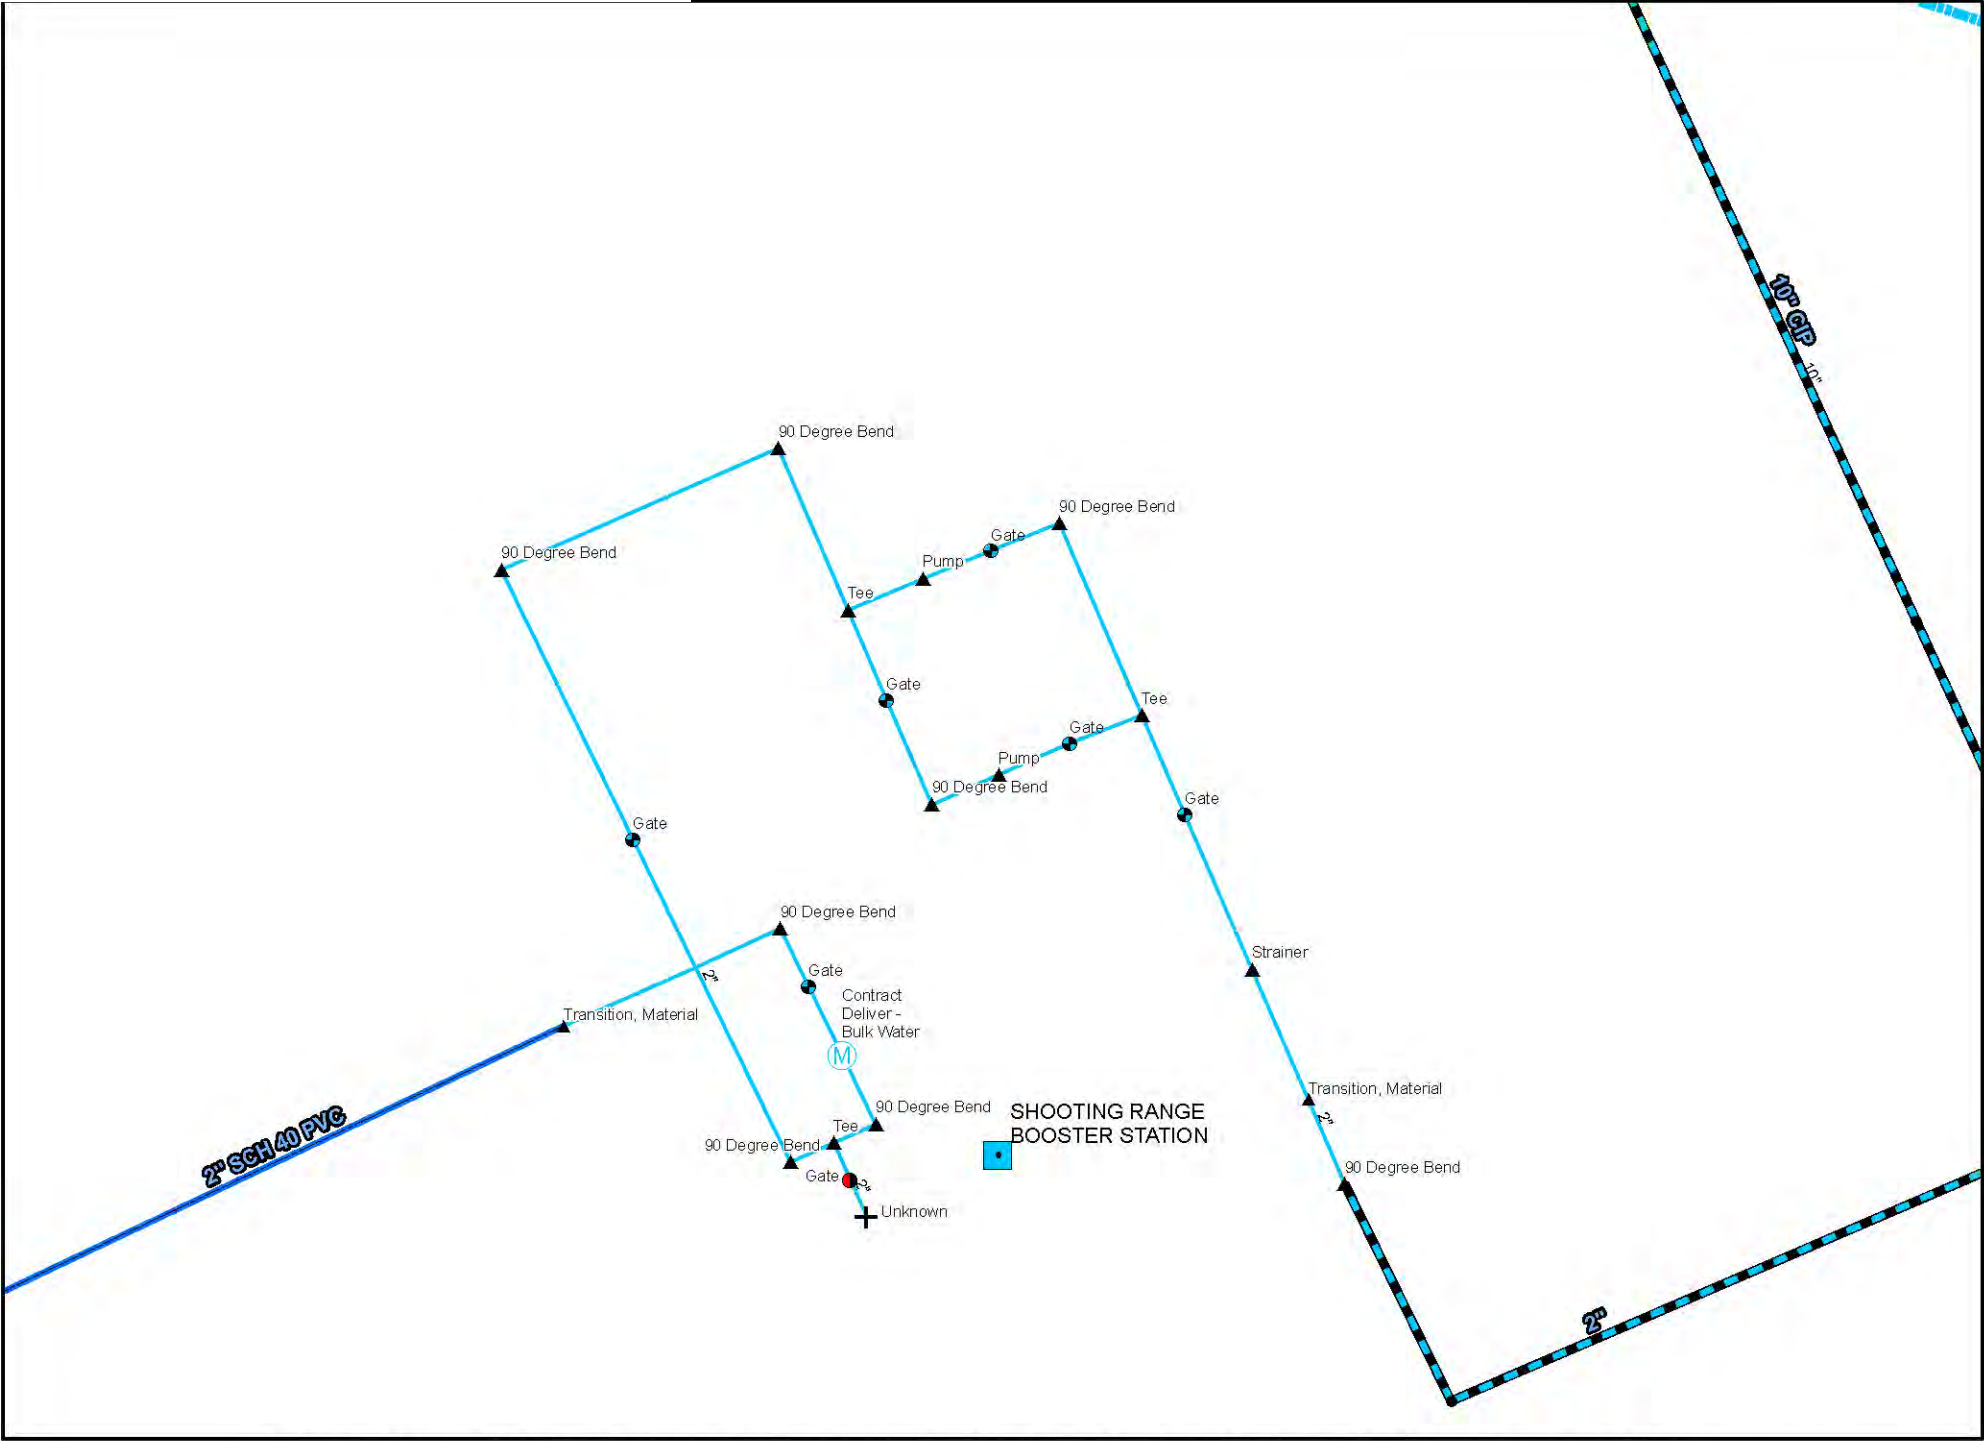 10" CIP
10"
90 Degree Bend
90 Degree Bend
Gate
90 Degree Bend
Pump
Tee
Gate
Tee
Gate
Pump
90 Degree Bend
Gate
Gate
90 Degree Bend
Strainer
Gate
2"
Contract
Deliver -
Bulk Water
M
Transition, Material
Transition, Material
2"
2" SCH 40 PVC
90 Degree Bend
SHOOTING RANGE
BOOSTER STATION
Tee
90 Degree Bend
90 Degree Bend
Gate
2"
Unknown
2"